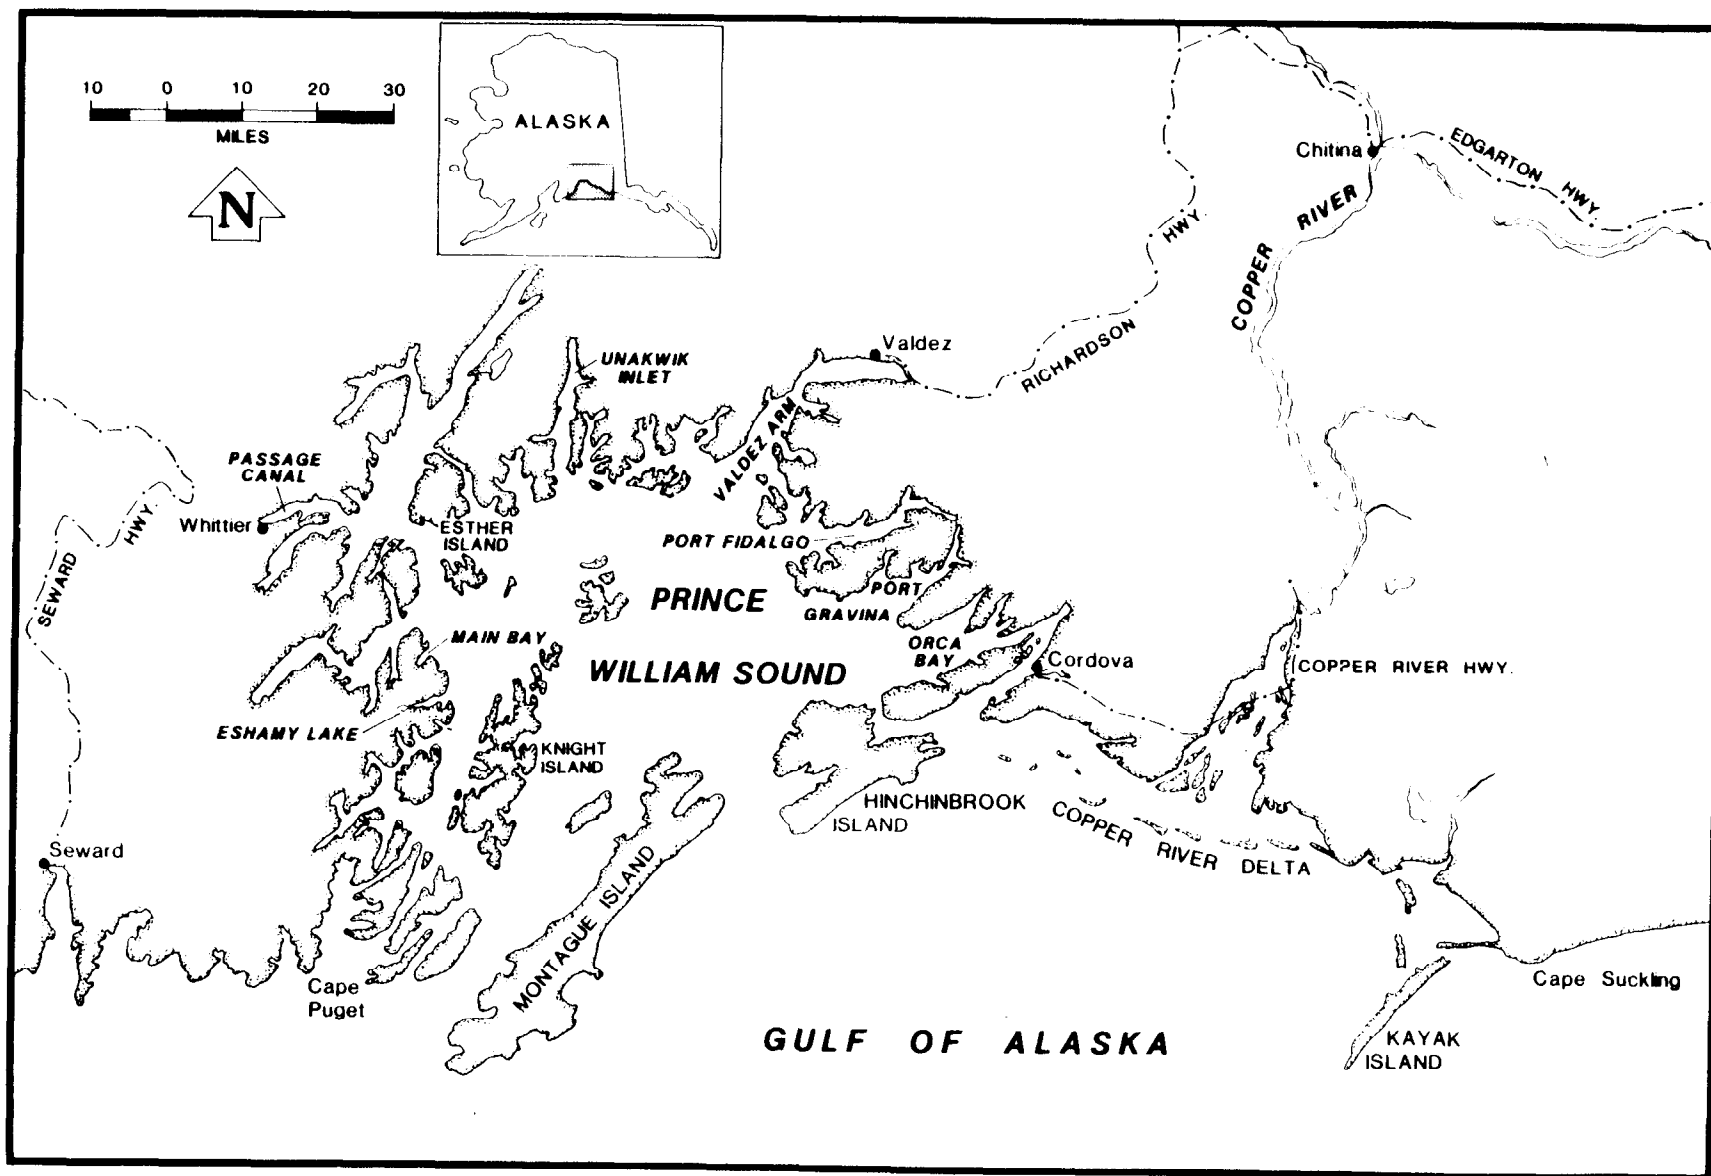 10 0 10 20 30
MILES
N
ALASKA
Chitina
EDGARTON HWY.
COPPER RIVER
HWY.
RICHARDSON
Valdez
UNAKWIK
INLET
VALDEZ ARM
PASSAGE
CANAL
Whittier
HWY.
SEWARD
ESTHER
ISLAND
PORT FIDALGO
PRINCE
WILLIAM SOUND
PORT
GRAVINA
ORCA
BAY
Cordova
COPPER RIVER HWY.
MAIN BAY
ESHAMY LAKE
KNIGHT
ISLAND
HINCHINBROOK
ISLAND
COPPER RIVER DELTA
Seward
MONTAGUE ISLAND
Cape
Puget
Cape Suckling
GULF OF ALASKA
KAYAK
ISLAND